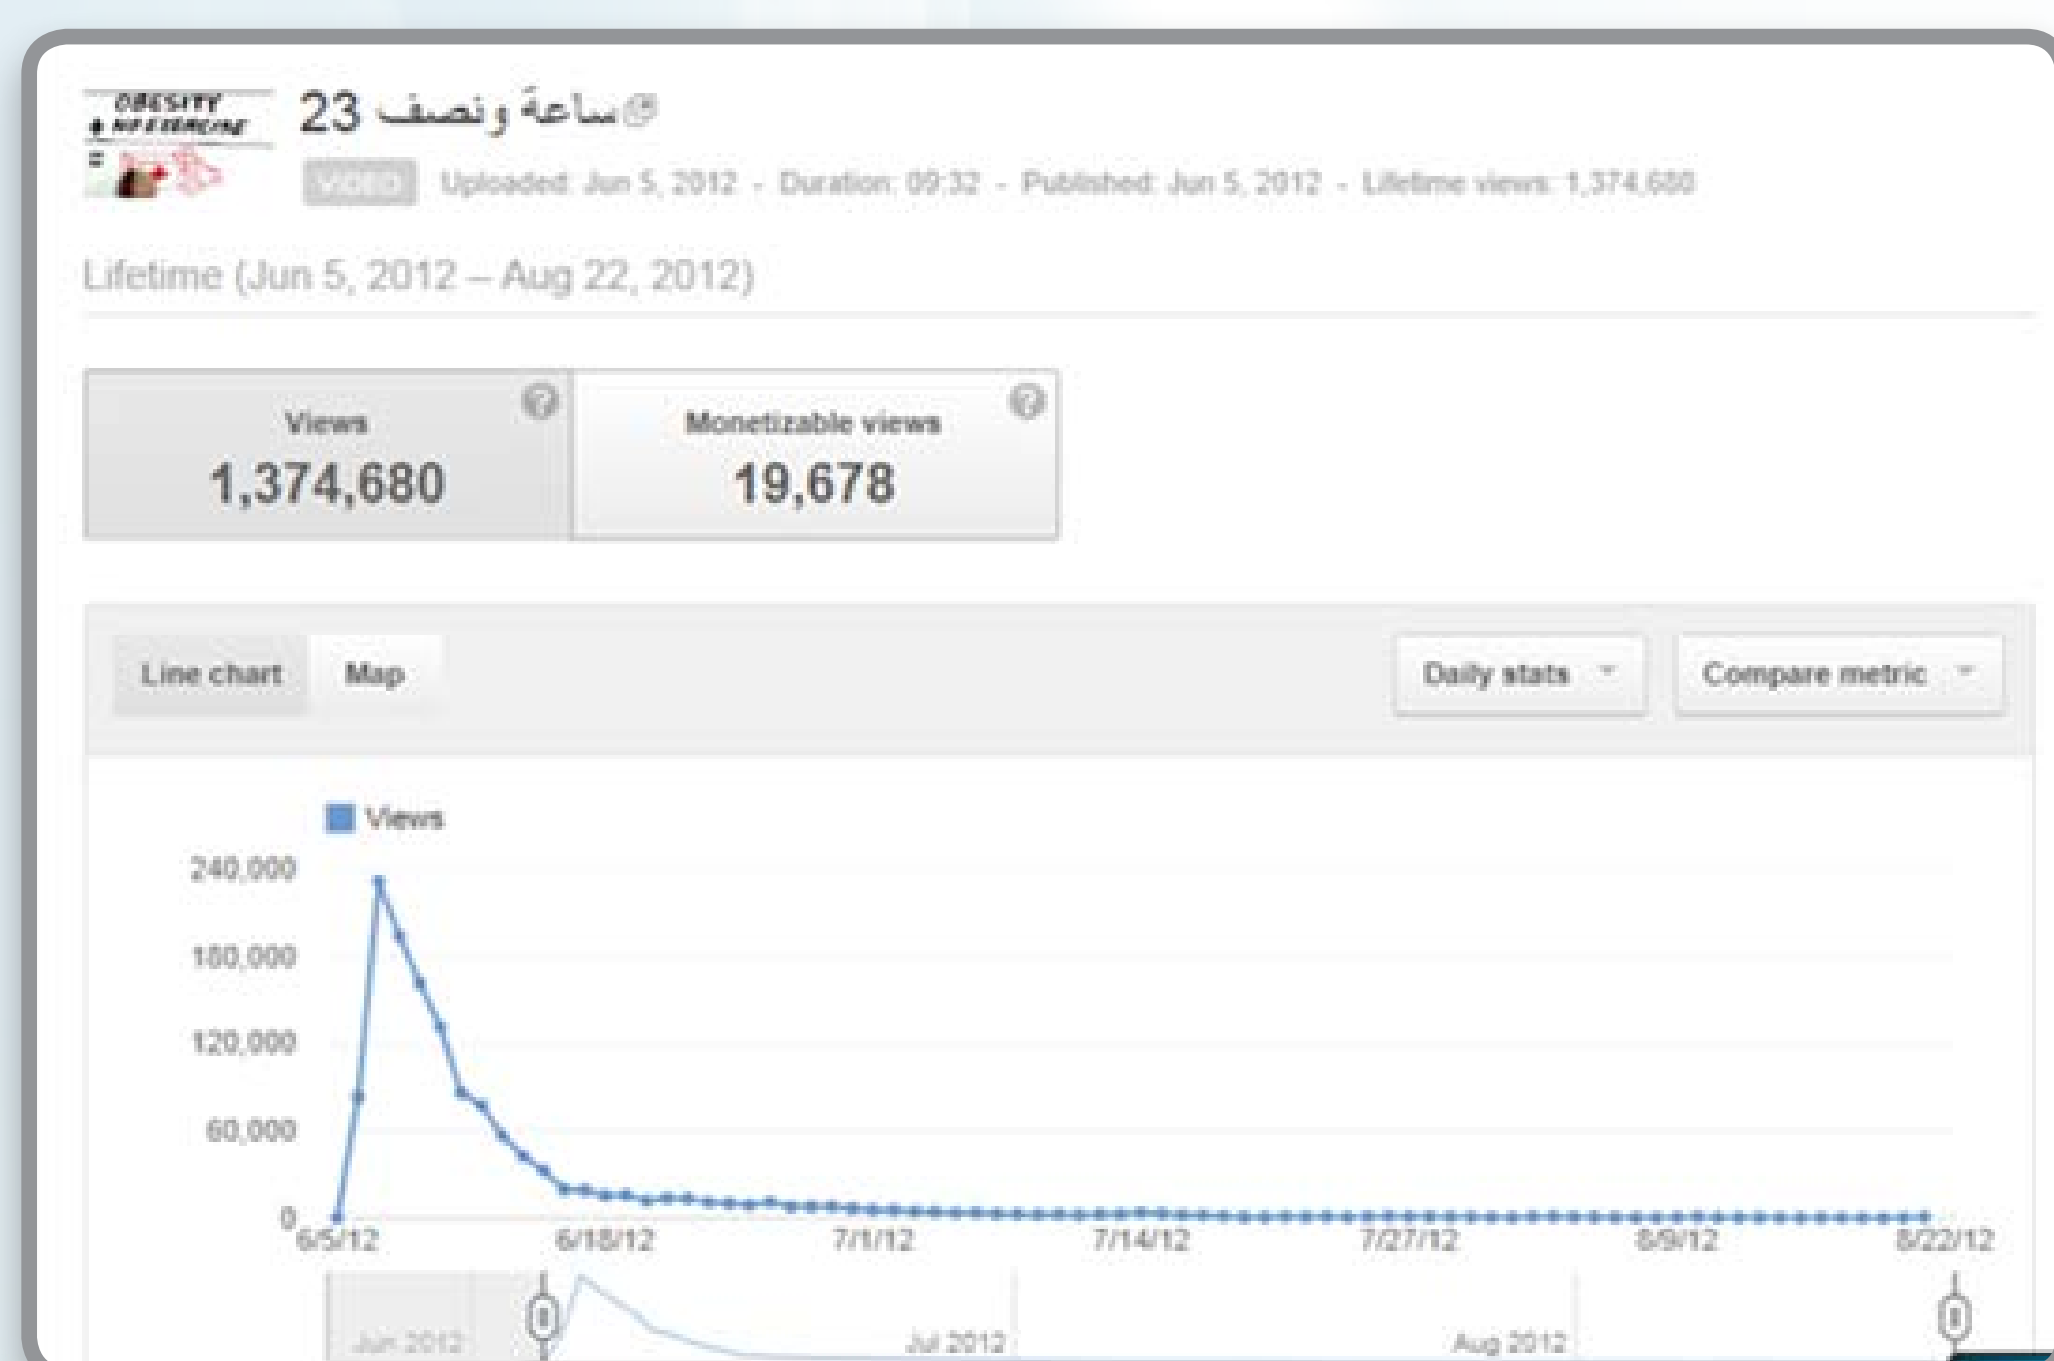 OBESITY
+ NO EXERCISE
=
23 ساعة ونصف
VIDEO Uploaded: Jun 5, 2012 - Duration: 09:32 - Published: Jun 5, 2012 - Lifetime views: 1,374,680
Lifetime (Jun 5, 2012 – Aug 22, 2012)
Views ? Monetizable views ?
1,374,680 19,678
Line chart Map Daily stats Compare metric
Views
240,000
180,000
120,000
60,000
0
6/5/12 6/18/12 7/1/12 7/14/12 7/27/12 8/9/12 8/22/12
Jun 2012 Jul 2012 Aug 2012